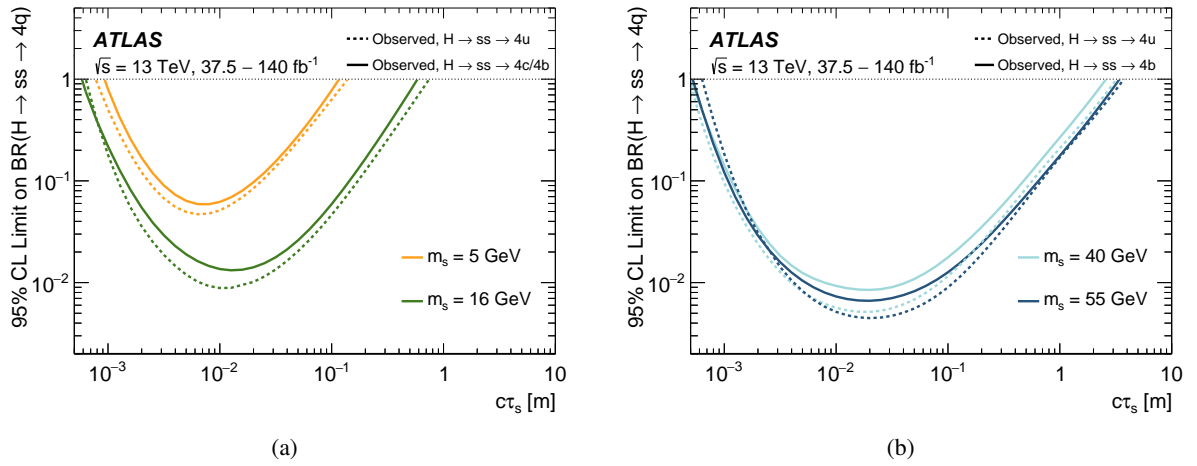 ATLAS
√s = 13 TeV, 37.5 – 140 fb⁻¹
Observed, H → ss → 4u
Observed, H → ss → 4c/4b
95% CL Limit on BR(H → ss → 4q)
1
10⁻¹
10⁻²
mₛ = 5 GeV
mₛ = 16 GeV
10⁻³ 10⁻² 10⁻¹ 1 10
cτₛ [m]
(a)
ATLAS
√s = 13 TeV, 37.5 – 140 fb⁻¹
Observed, H → ss → 4u
Observed, H → ss → 4b
95% CL Limit on BR(H → ss → 4q)
1
10⁻¹
10⁻²
mₛ = 40 GeV
mₛ = 55 GeV
10⁻³ 10⁻² 10⁻¹ 1 10
cτₛ [m]
(b)